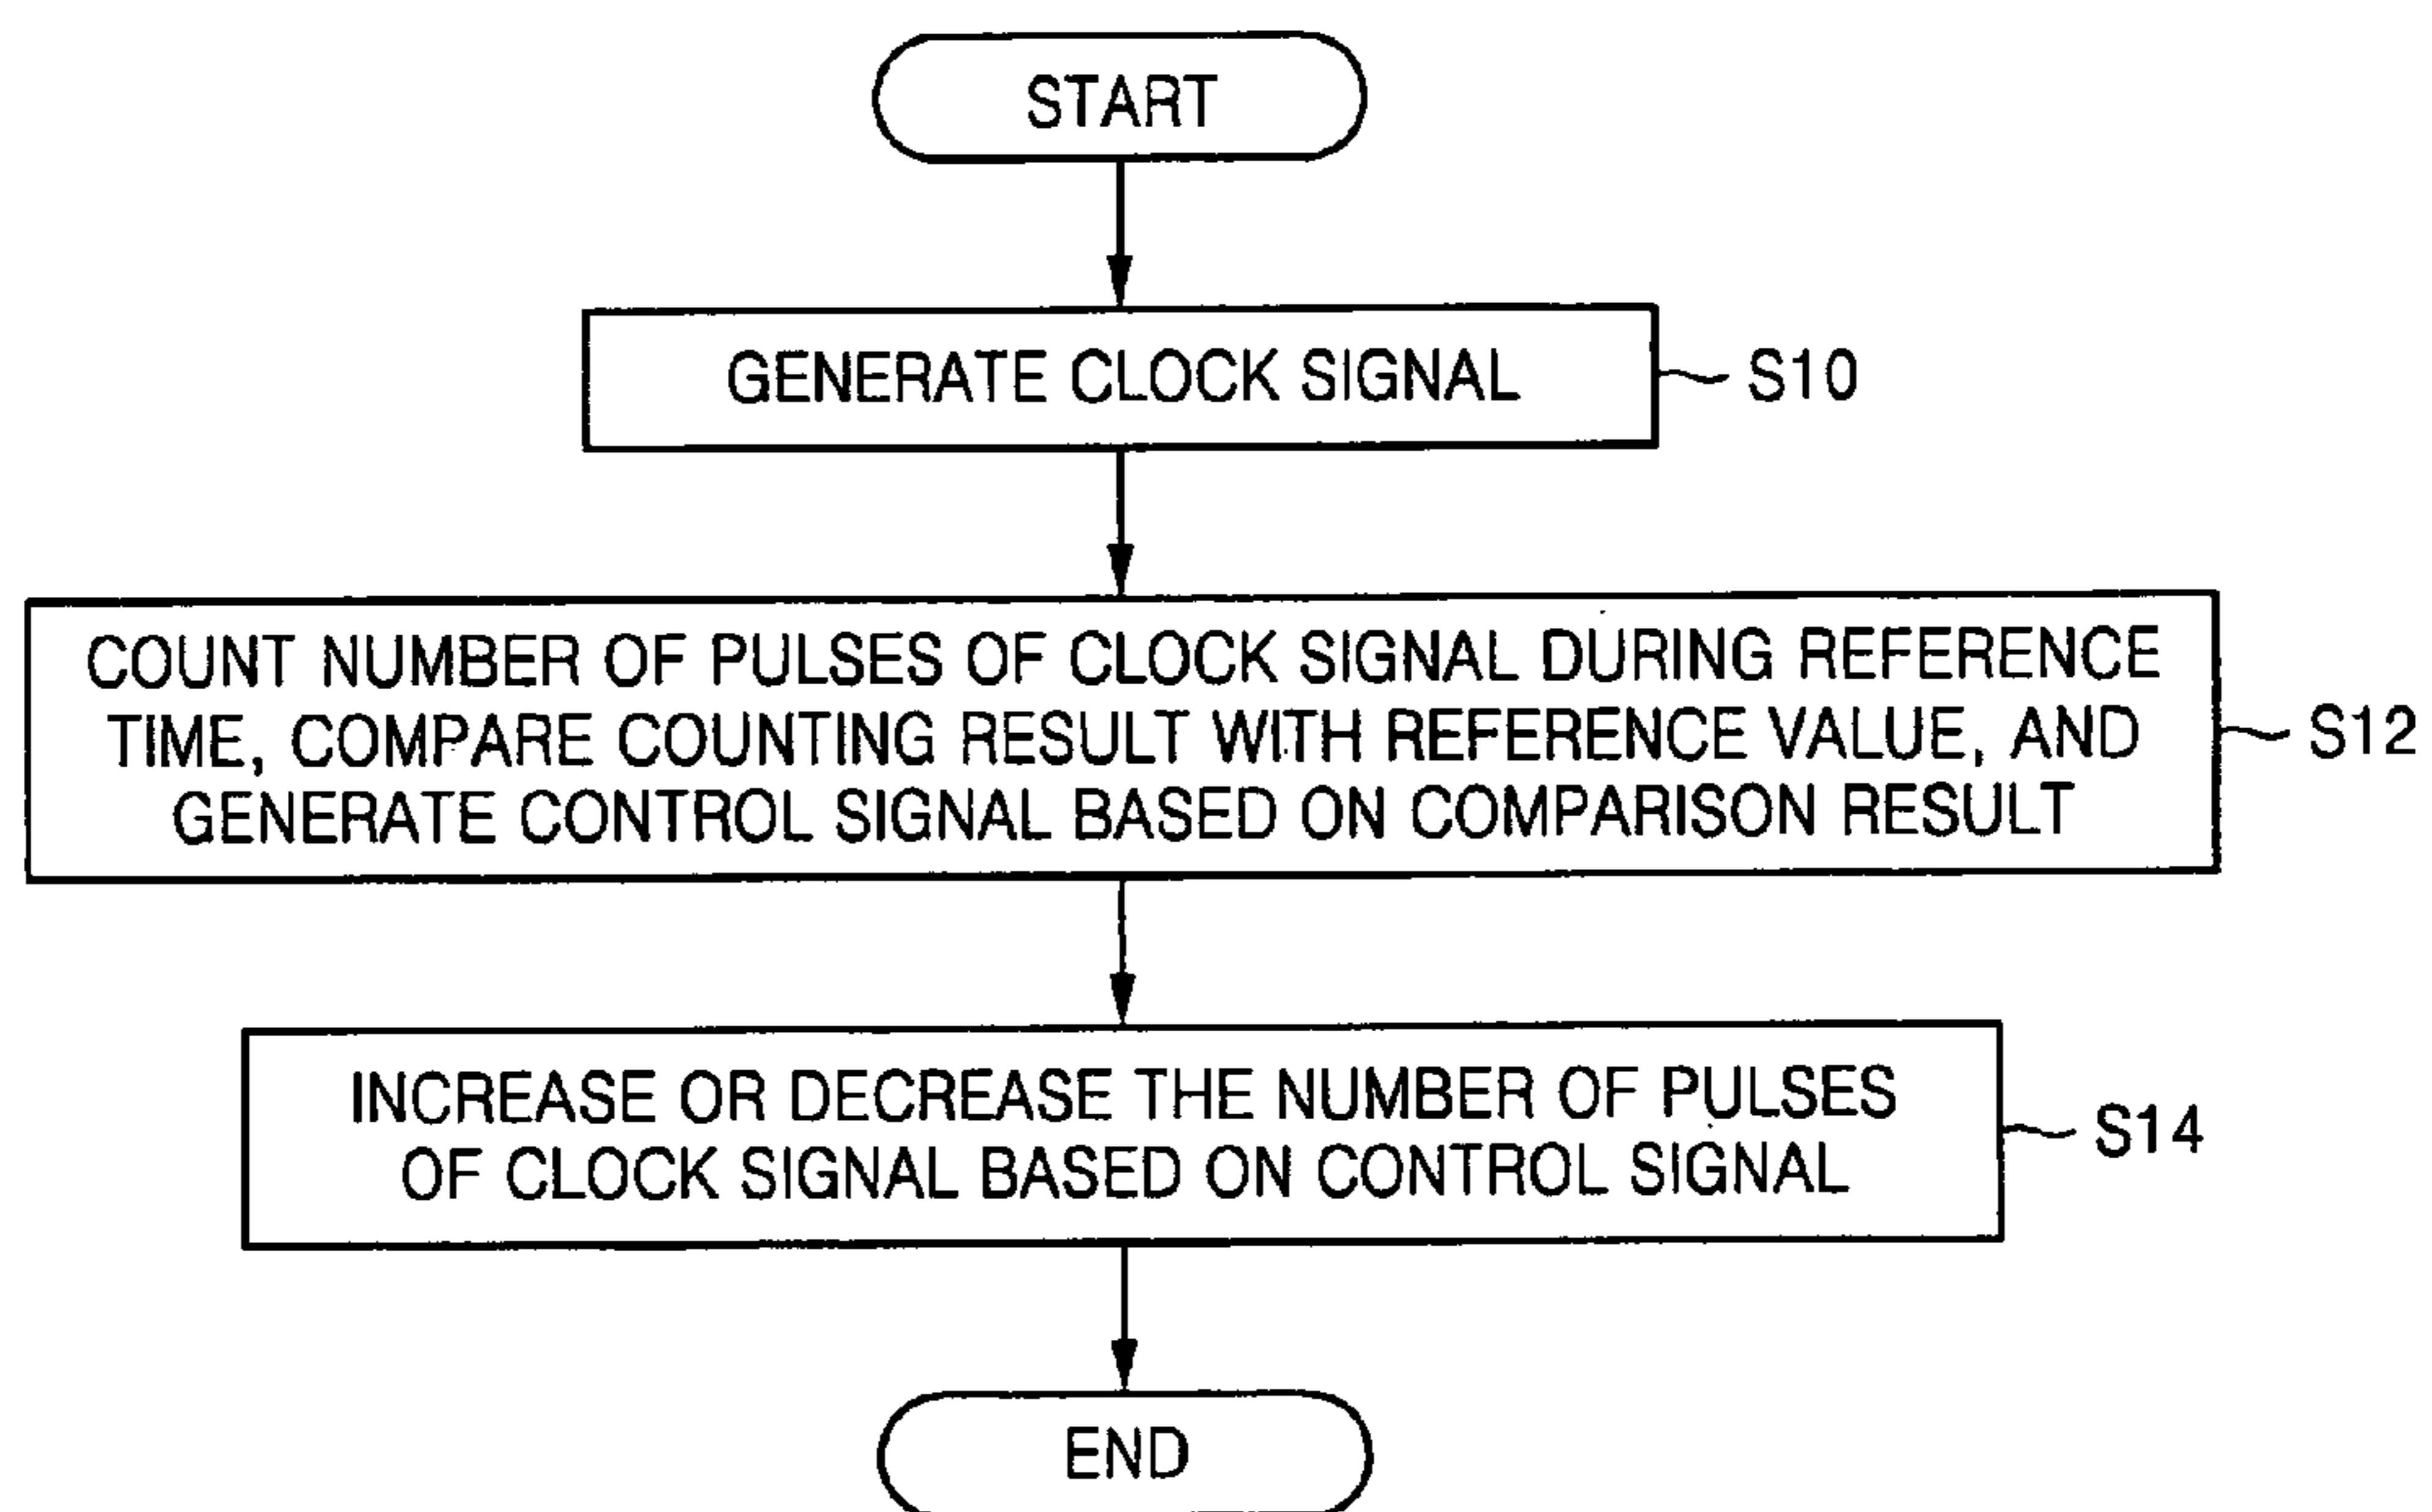 START
GENERATE CLOCK SIGNAL
S10
COUNT NUMBER OF PULSES OF CLOCK SIGNAL DURING REFERENCE
TIME, COMPARE COUNTING RESULT WITH REFERENCE VALUE, AND
GENERATE CONTROL SIGNAL BASED ON COMPARISON RESULT
S12
INCREASE OR DECREASE THE NUMBER OF PULSES
OF CLOCK SIGNAL BASED ON CONTROL SIGNAL
S14
END